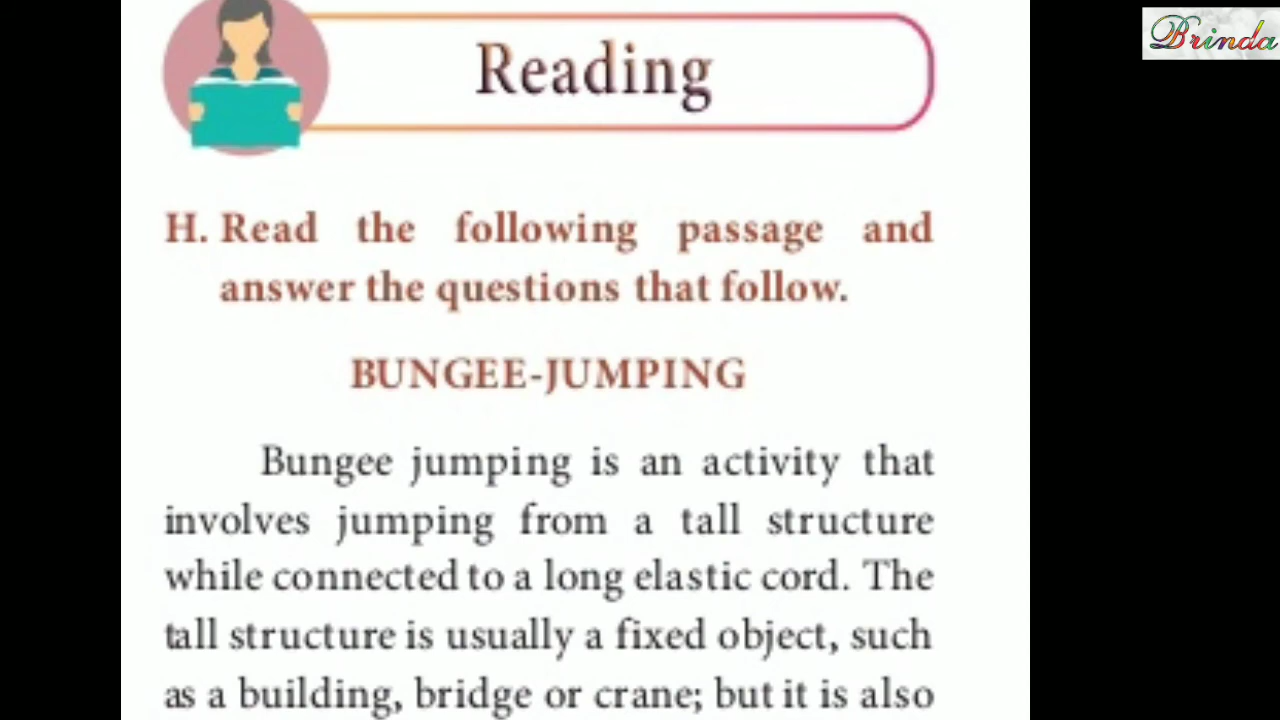 Brinda
Reading
H. Read the following passage and
answer the questions that follow.
BUNGEE-JUMPING
Bungee jumping is an activity that
involves jumping from a tall structure
while connected to a long elastic cord. The
tall structure is usually a fixed object, such
as a building, bridge or crane; but it is also